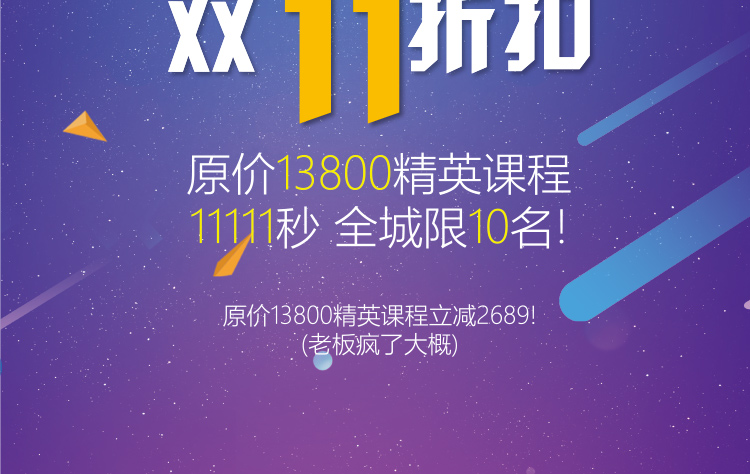 双11折扣
原价13800精英课程
11111秒 全城限10名!
原价13800精英课程立减2689!
(老板疯了大概)